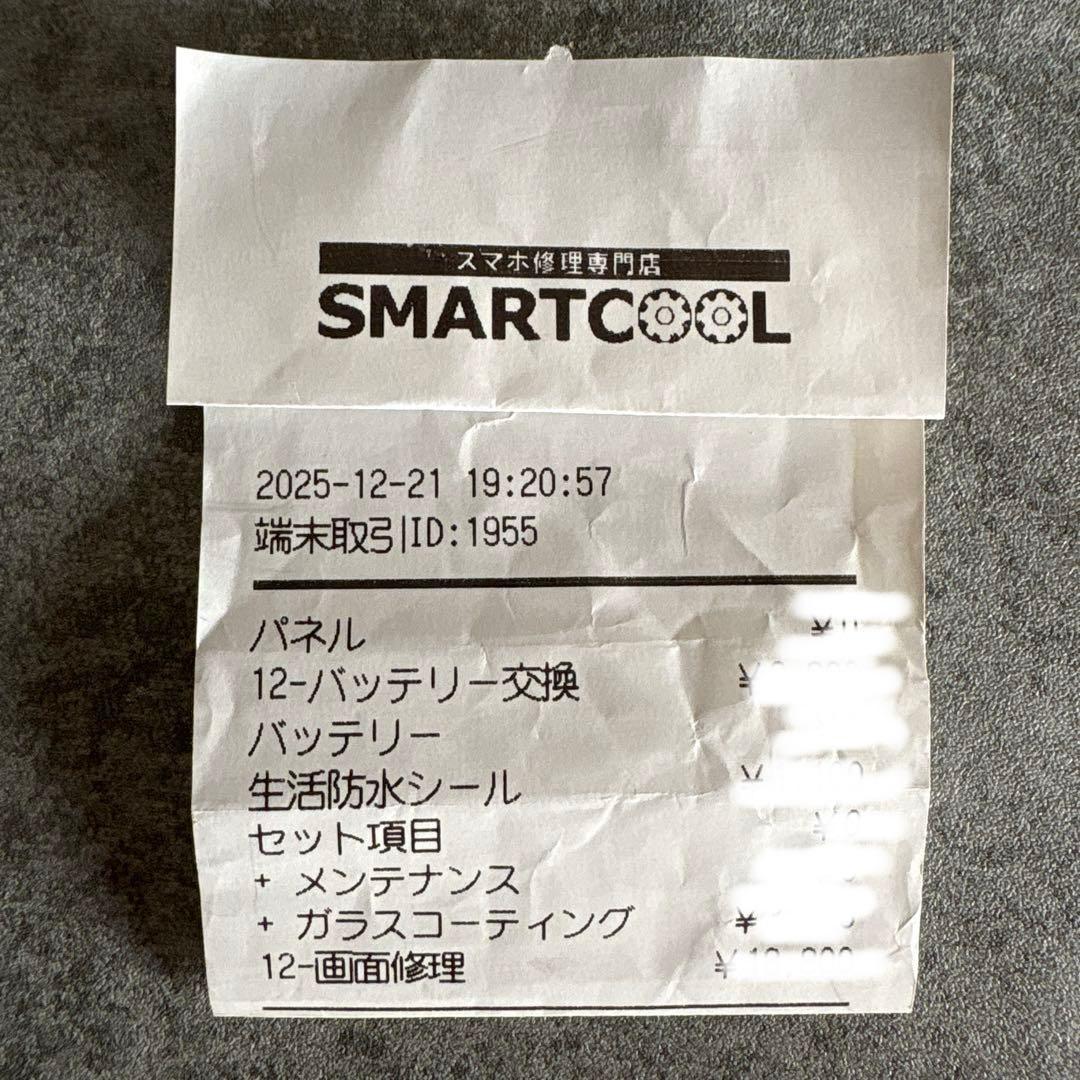 スマホ修理専門店
SMARTCOOL
2025-12-21 19:20:57
端末取引ID:1955
パネル
12-バッテリー交換
バッテリー
生活防水シール
セット項目
+ メンテナンス
+ ガラスコーティング
12-画面修理